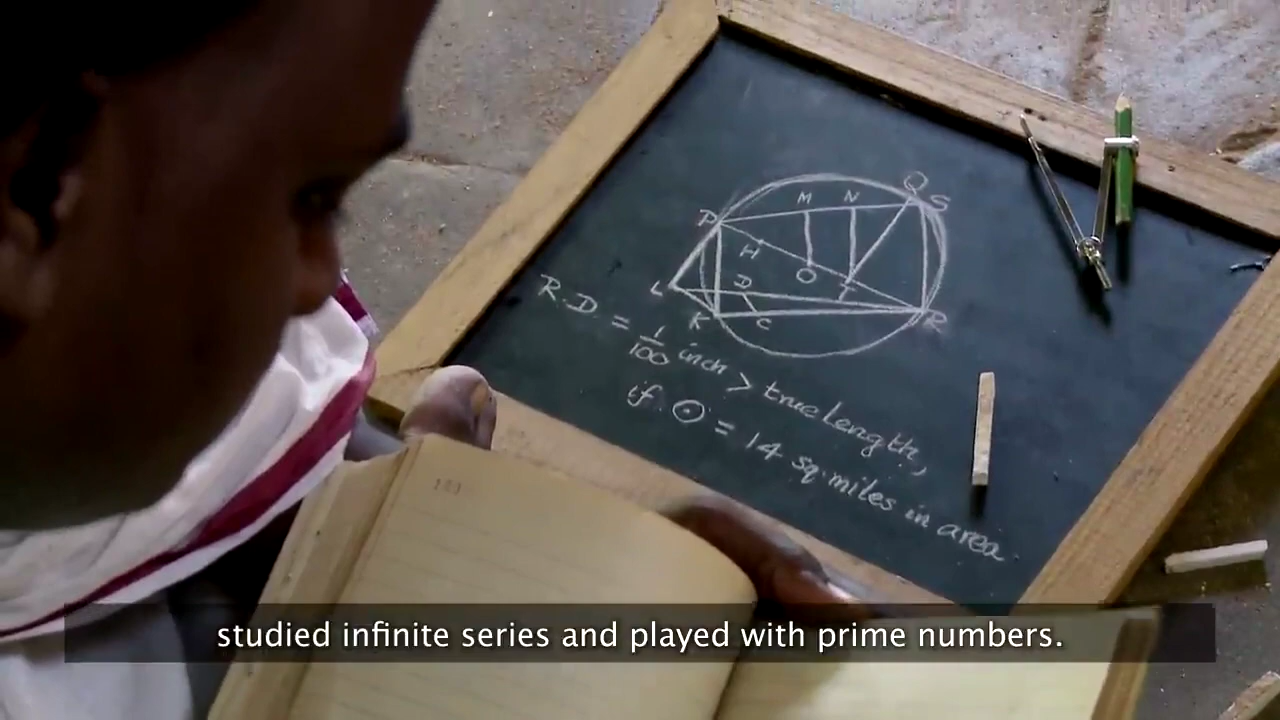 Q S
M N
P
H
O T
L D
K C R
R.D. = 1/100 inch > true length,
if ⊙ = 14 sq. miles in area
studied infinite series and played with prime numbers.